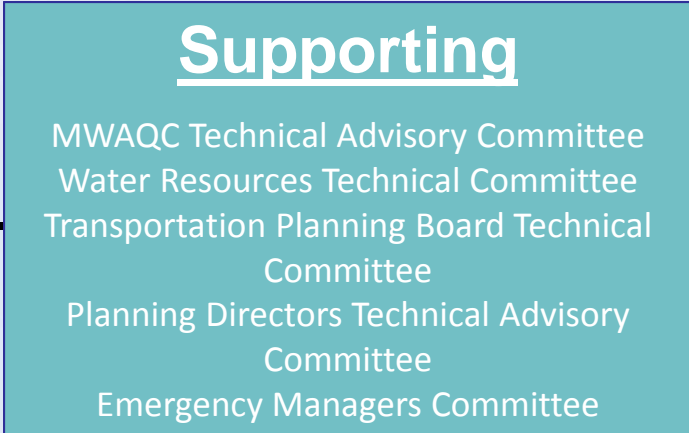 Supporting
MWAQC Technical Advisory Committee
Water Resources Technical Committee
Transportation Planning Board Technical
Committee
Planning Directors Technical Advisory
Committee
Emergency Managers Committee